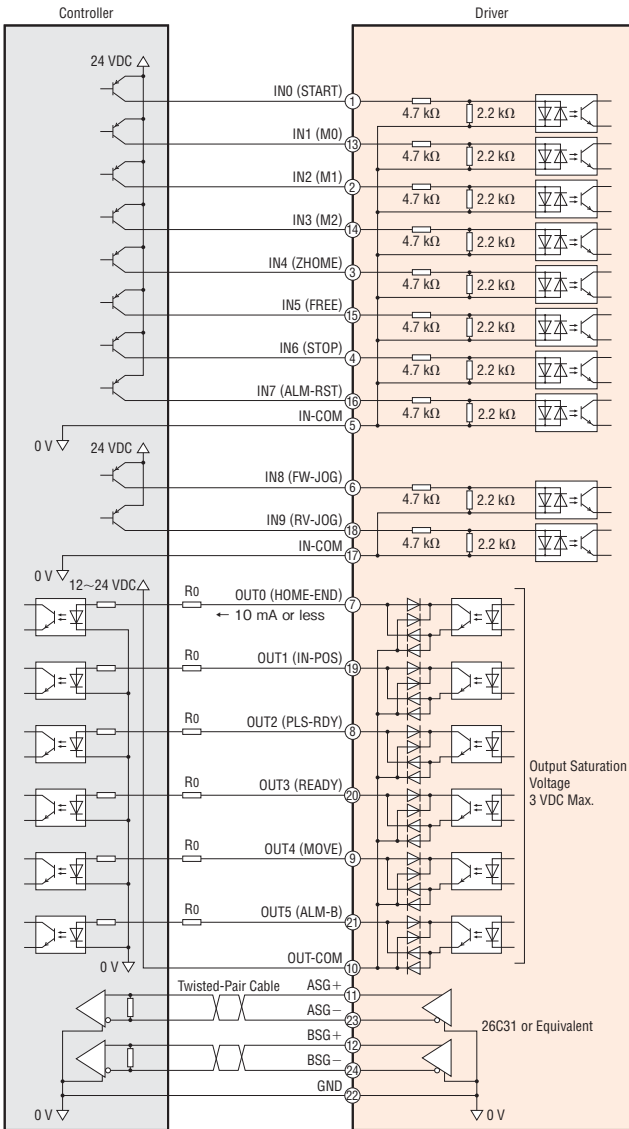 Controller
Driver
24 VDC
IN0 (START) 1 4.7 kΩ 2.2 kΩ
IN1 (M0) 13 4.7 kΩ 2.2 kΩ
IN2 (M1) 2 4.7 kΩ 2.2 kΩ
IN3 (M2) 14 4.7 kΩ 2.2 kΩ
IN4 (ZHOME) 3 4.7 kΩ 2.2 kΩ
IN5 (FREE) 15 4.7 kΩ 2.2 kΩ
IN6 (STOP) 4 4.7 kΩ 2.2 kΩ
IN7 (ALM-RST) 16 4.7 kΩ 2.2 kΩ
IN-COM 5
0 V
24 VDC
IN8 (FW-JOG) 6 4.7 kΩ 2.2 kΩ
IN9 (RV-JOG) 18 4.7 kΩ 2.2 kΩ
IN-COM 17
0 V
12~24 VDC
R0 OUT0 (HOME-END) 7
← 10 mA or less
R0 OUT1 (IN-POS) 19
R0 OUT2 (PLS-RDY) 8
Output Saturation
Voltage
3 VDC Max.
R0 OUT3 (READY) 20
R0 OUT4 (MOVE) 9
R0 OUT5 (ALM-B) 21
0 V
OUT-COM 10
Twisted-Pair Cable
ASG+ 11
ASG− 23
26C31 or Equivalent
BSG+ 12
BSG− 24
GND 22
0 V
0 V